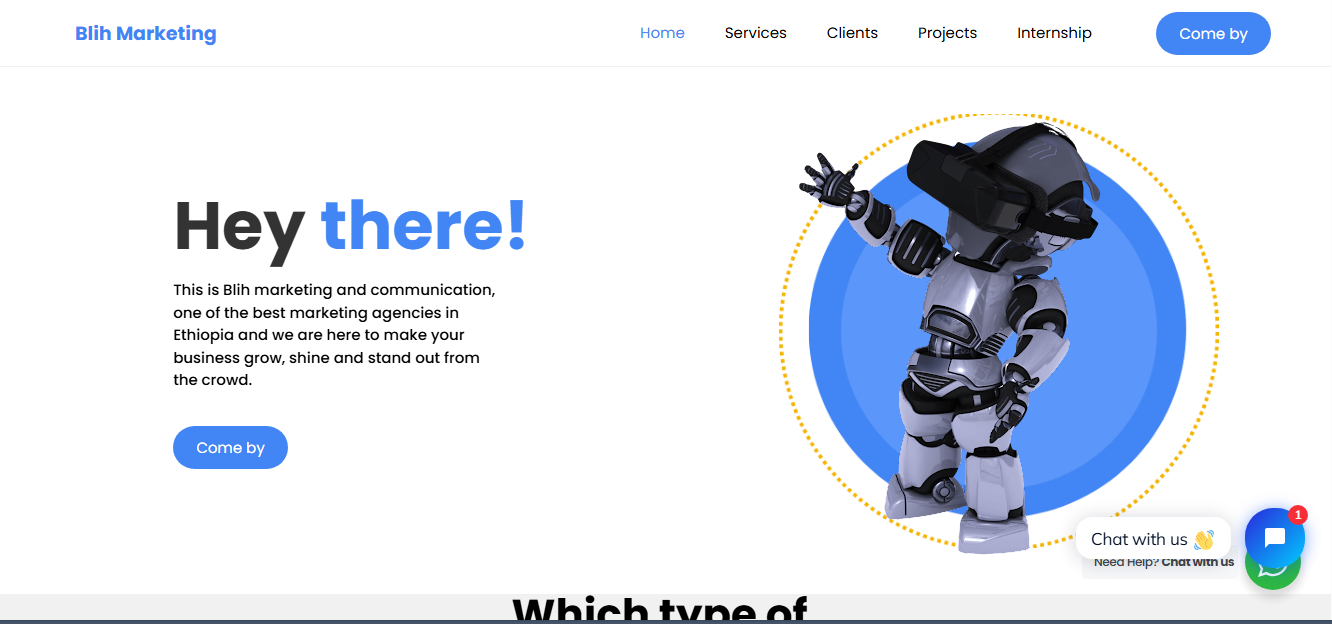 Blih Marketing
Home Services Clients Projects Internship Come by
Hey there!
This is Blih marketing and communication,
one of the best marketing agencies in
Ethiopia and we are here to make your
business grow, shine and stand out from
the crowd.
Come by
1
Chat with us 👋
Need Help? Chat with us
Which type of